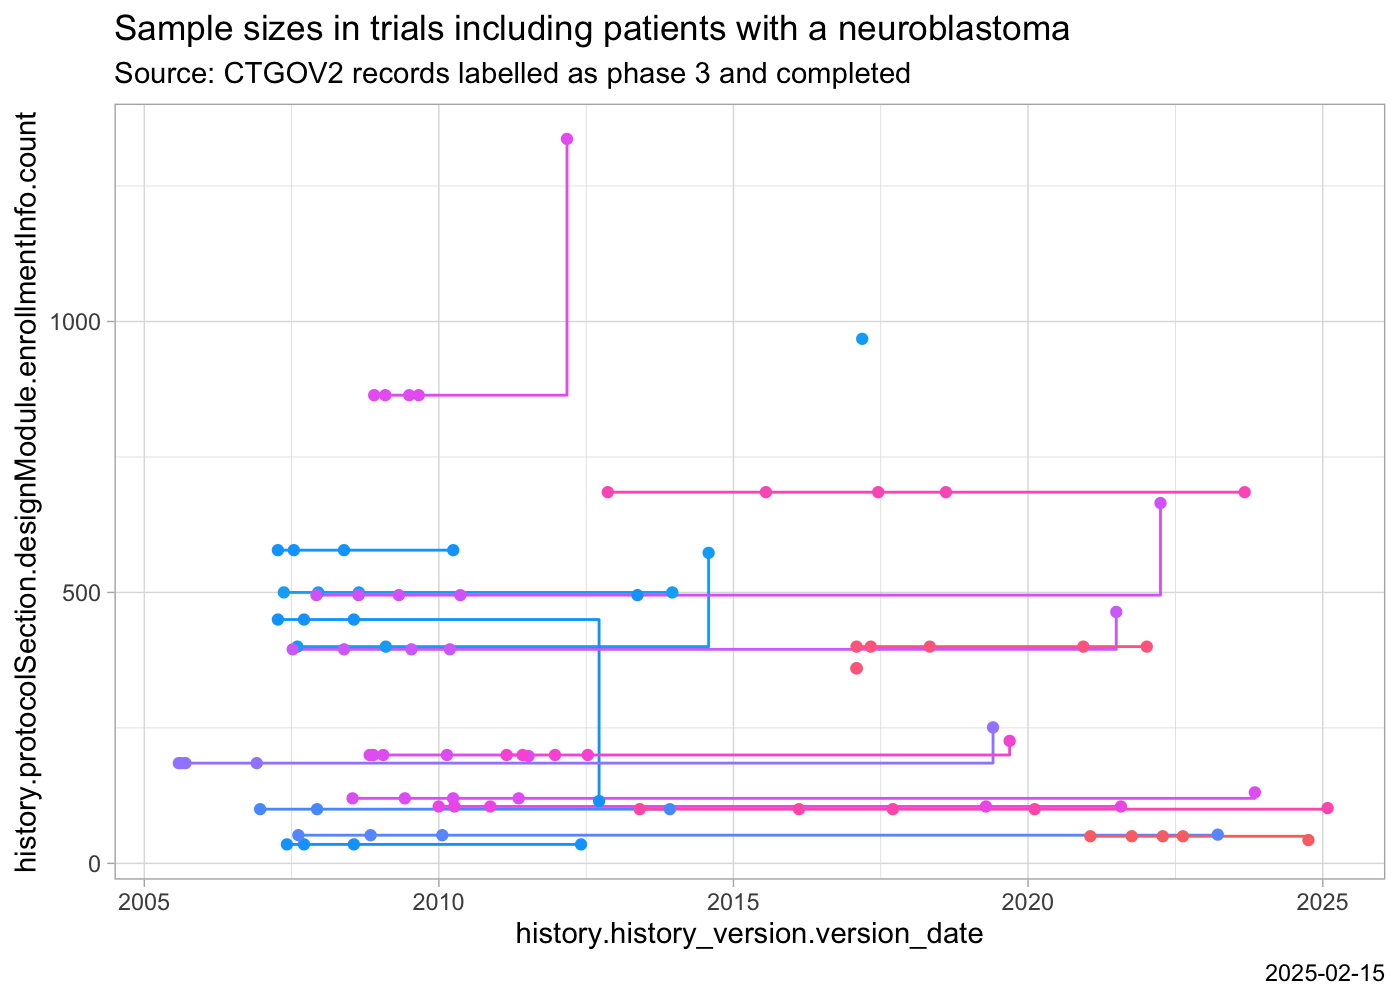 Sample sizes in trials including patients with a neuroblastoma
Source: CTGOV2 records labelled as phase 3 and completed
history.protocolSection.designModule.enrollmentInfo.count
1000
500
0
2005 2010 2015 2020 2025
history.history_version.version_date
2025-02-15